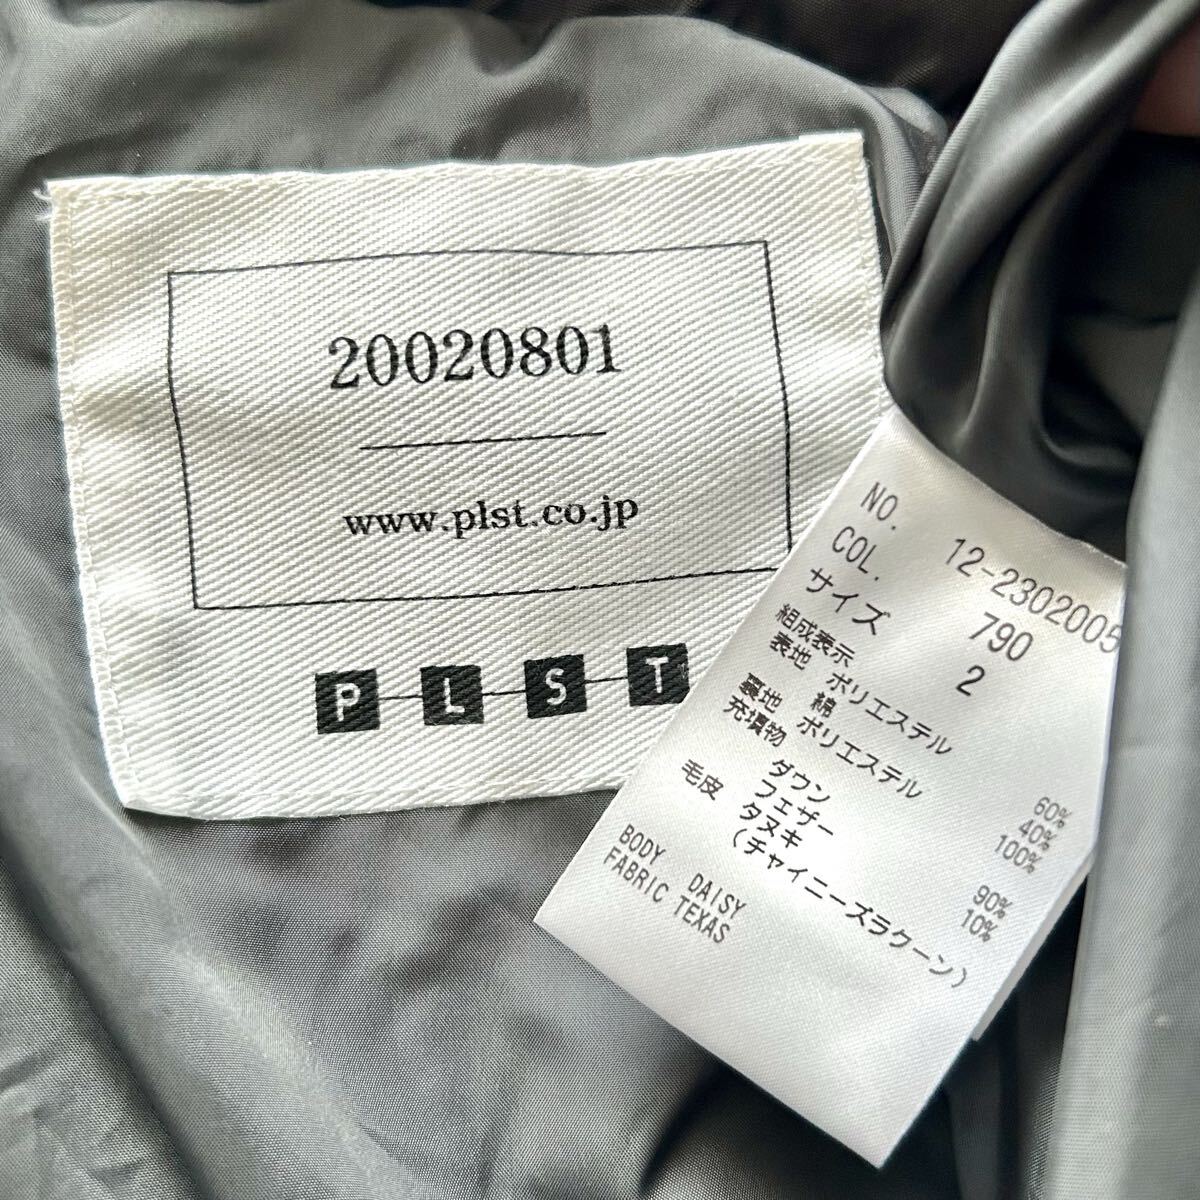 20020801
www.plst.co.jp
PLST
NO. 12-2302005
COL. 790
サイズ 2
組成表示
表地 ポリエステル 60%
綿 40%
裏地 ポリエステル 100%
充填物
ダウン 90%
フェザー 10%
毛皮 タヌキ
(チャイニーズラクーン)
BODY DAISY
FABRIC TEXAS